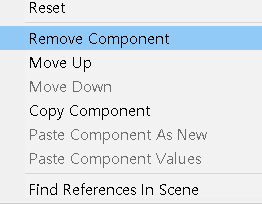 Reset
Remove Component
Move Up
Move Down
Copy Component
Paste Component As New
Paste Component Values
Find References In Scene